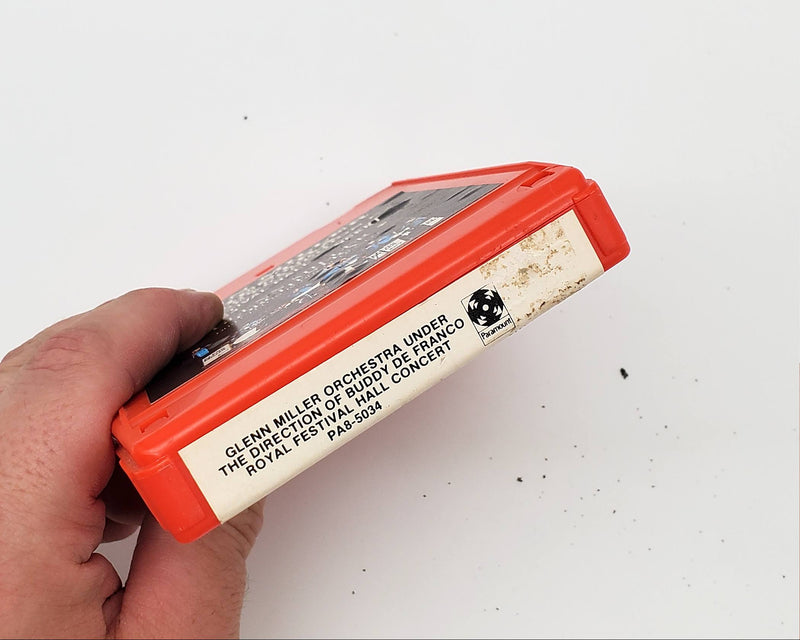 GLENN MILLER ORCHESTRA UNDER
THE DIRECTION OF BUDDY DE FRANCO
ROYAL FESTIVAL HALL CONCERT
PA8-5034
Paramount